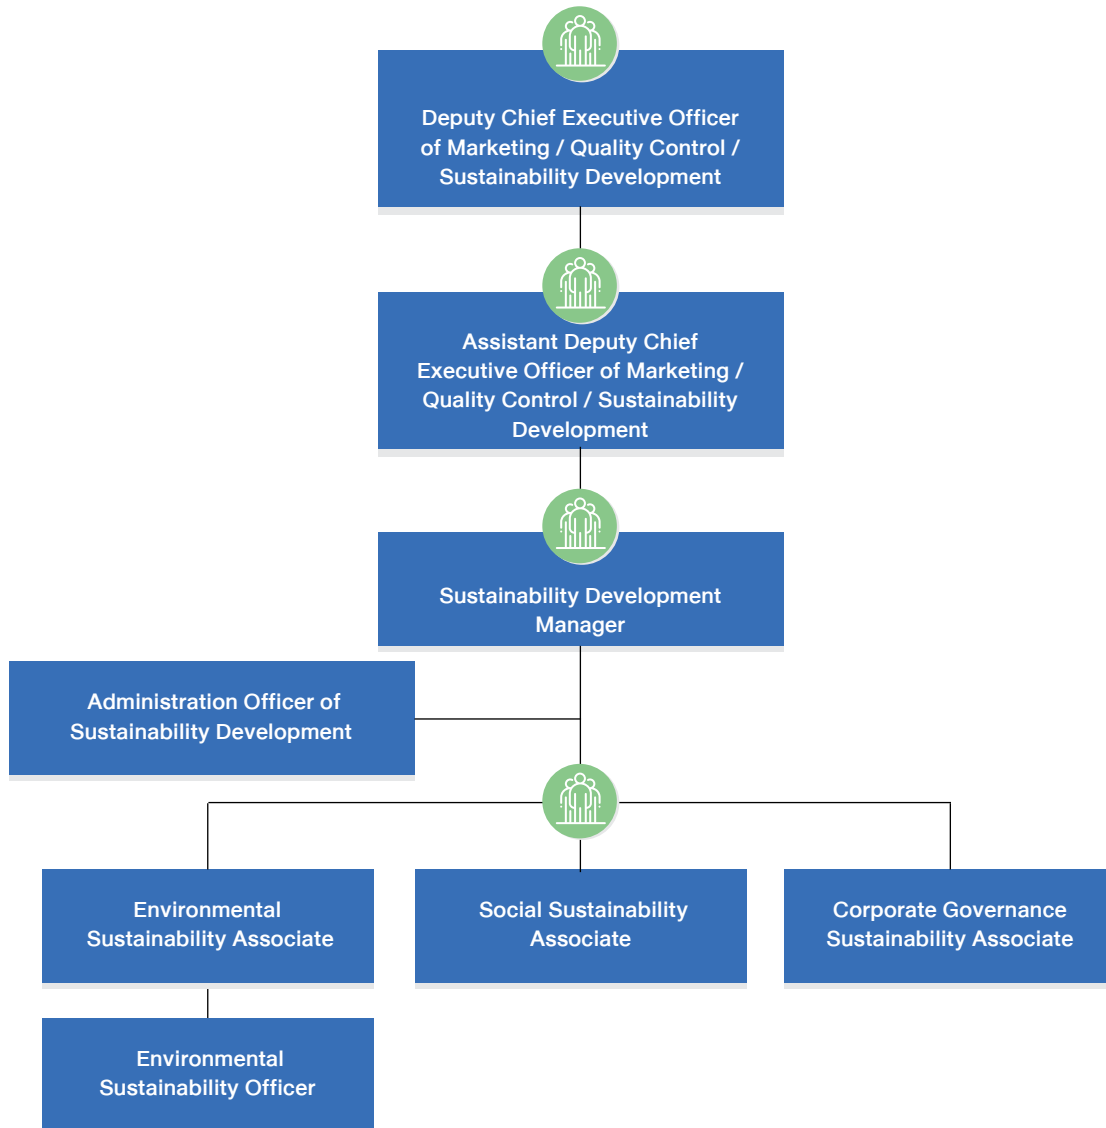 Deputy Chief Executive Officer
of Marketing / Quality Control /
Sustainability Development
Assistant Deputy Chief
Executive Officer of Marketing /
Quality Control / Sustainability
Development
Sustainability Development
Manager
Administration Officer of
Sustainability Development
Environmental
Sustainability Associate
Social Sustainability
Associate
Corporate Governance
Sustainability Associate
Environmental
Sustainability Officer